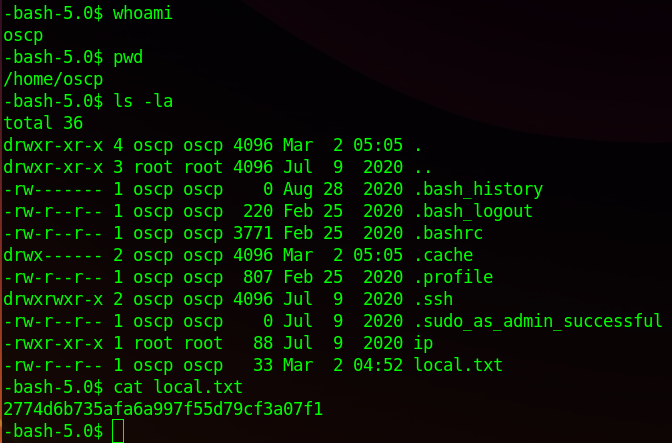 -bash-5.0$ whoami
oscp
-bash-5.0$ pwd
/home/oscp
-bash-5.0$ ls -la
total 36
drwxr-xr-x 4 oscp oscp 4096 Mar  2 05:05 .
drwxr-xr-x 3 root root 4096 Jul  9  2020 ..
-rw------- 1 oscp oscp    0 Aug 28  2020 .bash_history
-rw-r--r-- 1 oscp oscp  220 Feb 25  2020 .bash_logout
-rw-r--r-- 1 oscp oscp 3771 Feb 25  2020 .bashrc
drwx------ 2 oscp oscp 4096 Mar  2 05:05 .cache
-rw-r--r-- 1 oscp oscp  807 Feb 25  2020 .profile
drwxrwxr-x 2 oscp oscp 4096 Jul  9  2020 .ssh
-rw-r--r-- 1 oscp oscp    0 Jul  9  2020 .sudo_as_admin_successful
-rwxr-xr-x 1 root root   88 Jul  9  2020 ip
-rw-r--r-- 1 oscp oscp   33 Mar  2 04:52 local.txt
-bash-5.0$ cat local.txt
2774d6b735afa6a997f55d79cf3a07f1
-bash-5.0$